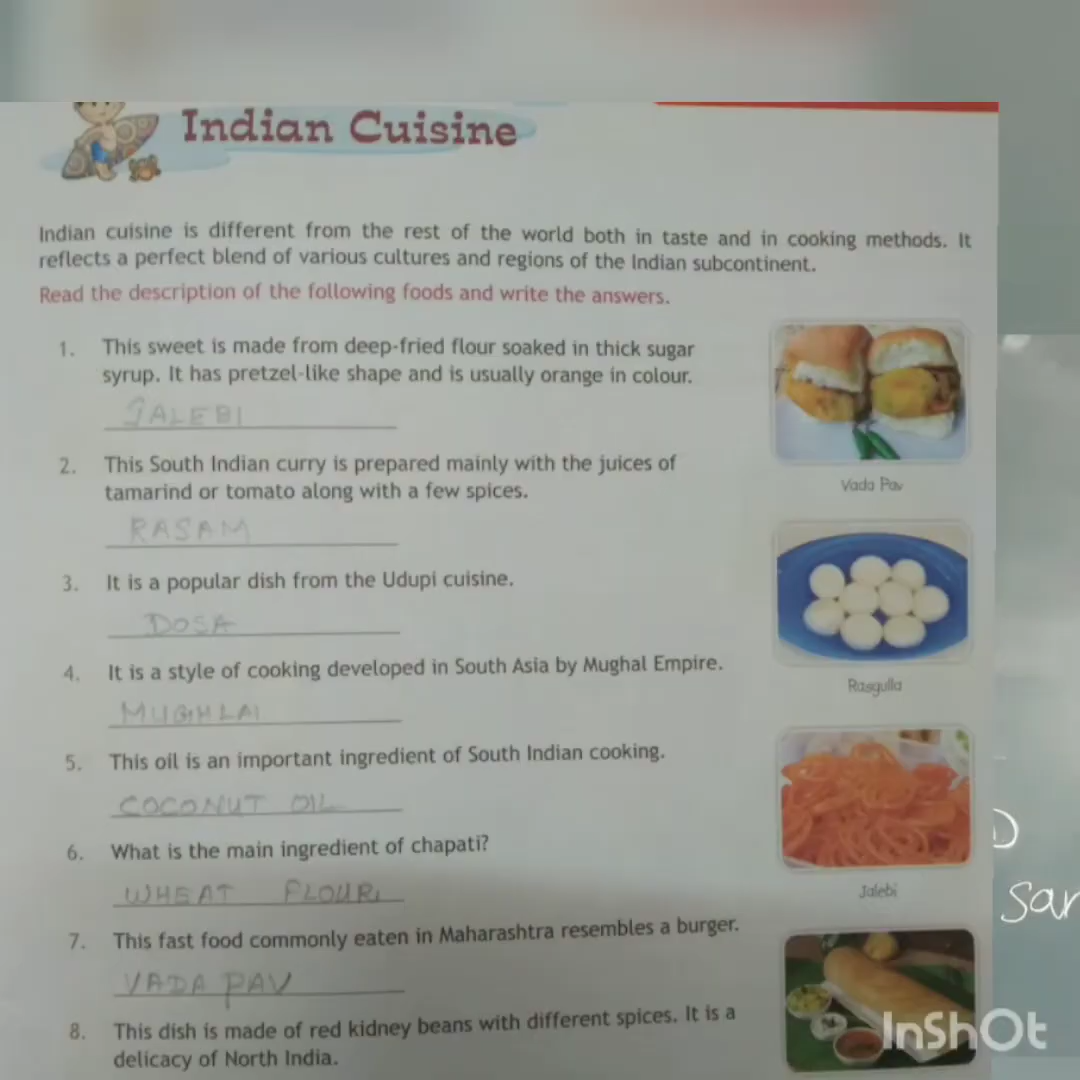 Indian Cuisine
Indian cuisine is different from the rest of the world both in taste and in cooking methods. It
reflects a perfect blend of various cultures and regions of the Indian subcontinent.
Read the description of the following foods and write the answers.
1. This sweet is made from deep-fried flour soaked in thick sugar
syrup. It has pretzel-like shape and is usually orange in colour.
JALEBI
2. This South Indian curry is prepared mainly with the juices of
tamarind or tomato along with a few spices.
RASAM
3. It is a popular dish from the Udupi cuisine.
DOSA
4. It is a style of cooking developed in South Asia by Mughal Empire.
MUGHLAI
5. This oil is an important ingredient of South Indian cooking.
COCONUT OIL
6. What is the main ingredient of chapati?
WHEAT FLOUR
7. This fast food commonly eaten in Maharashtra resembles a burger.
VADA PAV
8. This dish is made of red kidney beans with different spices. It is a
delicacy of North India.
Vada Pav
Rasgulla
Jalebi
InShOt